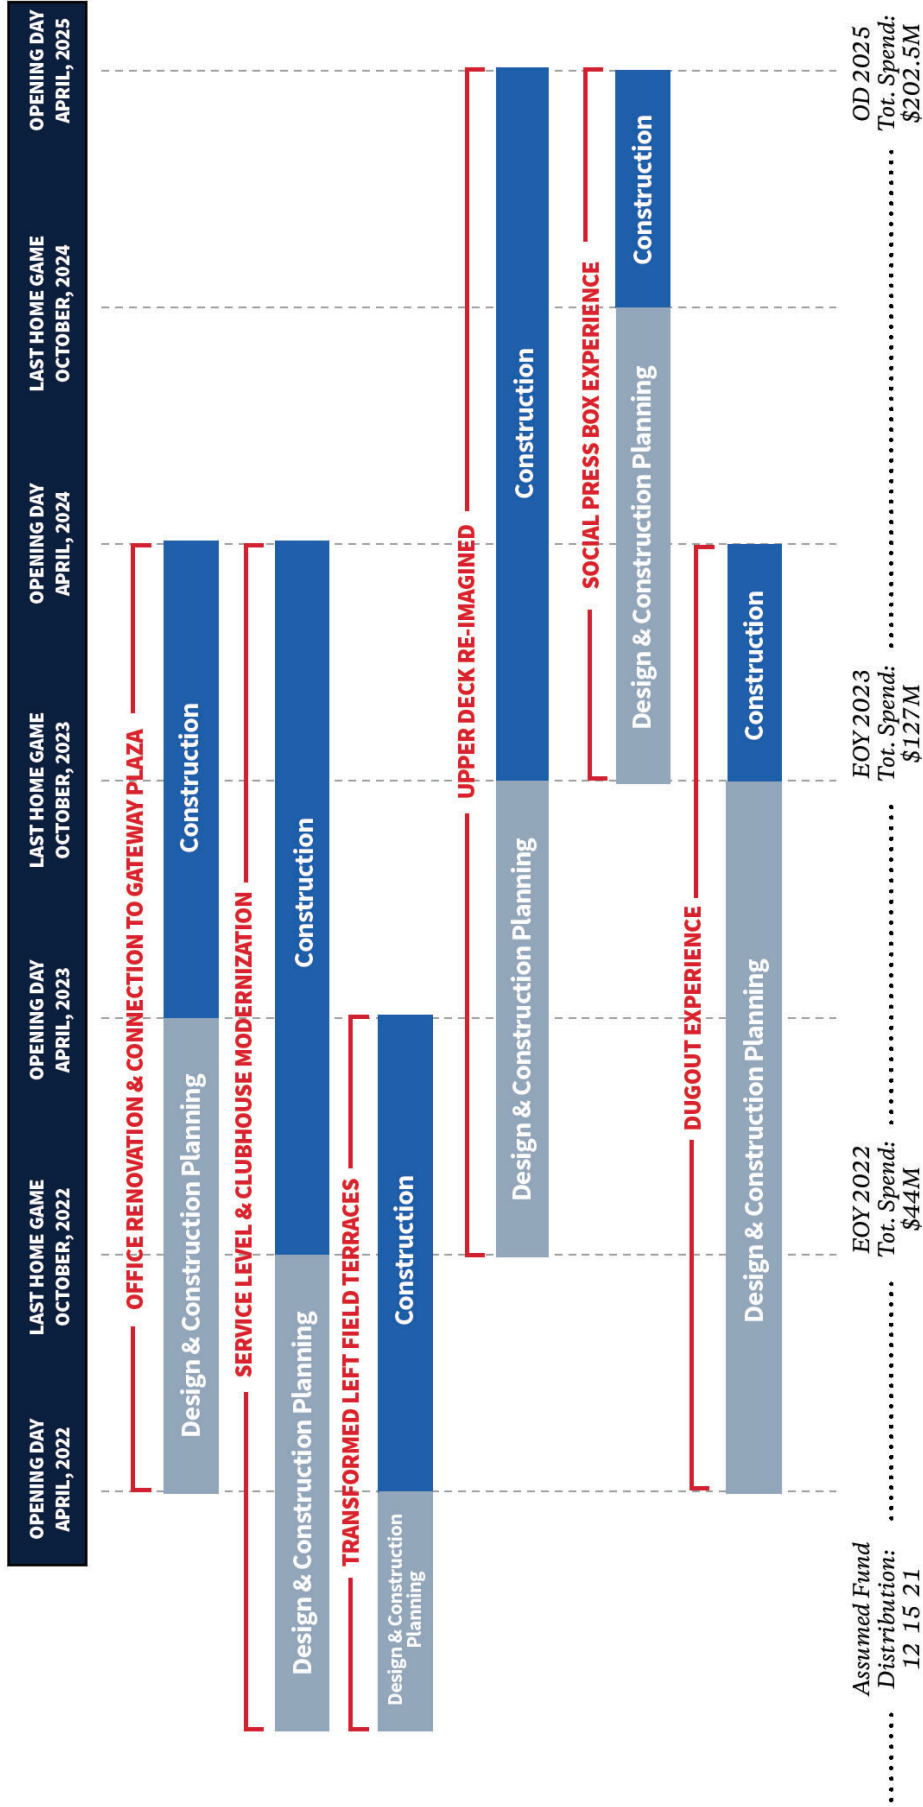 OPENING DAY
APRIL, 2022
LAST HOME GAME
OCTOBER, 2022
OPENING DAY
APRIL, 2023
LAST HOME GAME
OCTOBER, 2023
OPENING DAY
APRIL, 2024
LAST HOME GAME
OCTOBER, 2024
OPENING DAY
APRIL, 2025
OFFICE RENOVATION & CONNECTION TO GATEWAY PLAZA
Design & Construction Planning
Construction
SERVICE LEVEL & CLUBHOUSE MODERNIZATION
Design & Construction Planning
Construction
TRANSFORMED LEFT FIELD TERRACES
Design & Construction
Planning
Construction
UPPER DECK RE-IMAGINED
Design & Construction Planning
Construction
SOCIAL PRESS BOX EXPERIENCE
Design & Construction Planning
Construction
DUGOUT EXPERIENCE
Design & Construction Planning
Construction
Assumed Fund
Distribution:
12 15 21
EOY 2022
Tot. Spend:
$44M
EOY 2023
Tot. Spend:
$127M
OD 2025
Tot. Spend:
$202.5M